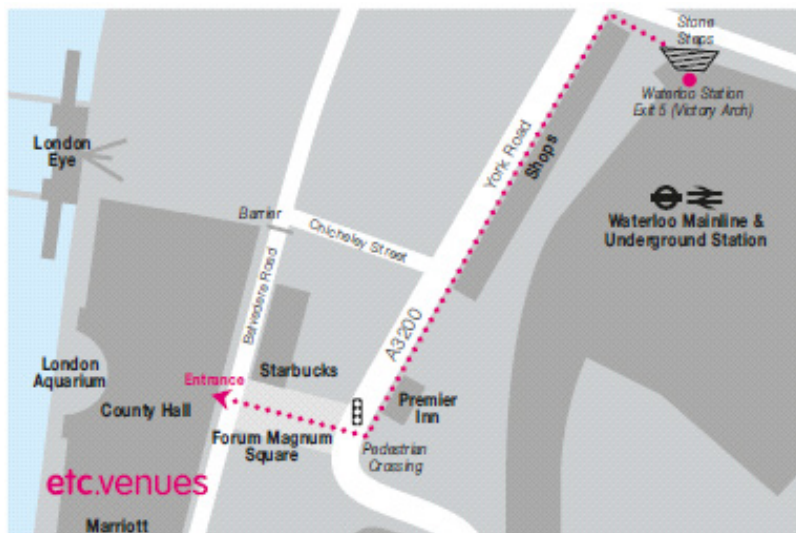 Stone
Steps
Waterloo Station
Exit 5 (Victory Arch)
London
Eye
York Road
Shops
Waterloo Mainline &
Underground Station
Barrier
Chicheley Street
Belvedere Road
A3200
London
Aquarium
Entrance
Starbucks
County Hall
Premier
Inn
Forum Magnum
Square
Pedestrian
Crossing
etc.venues
Marriott